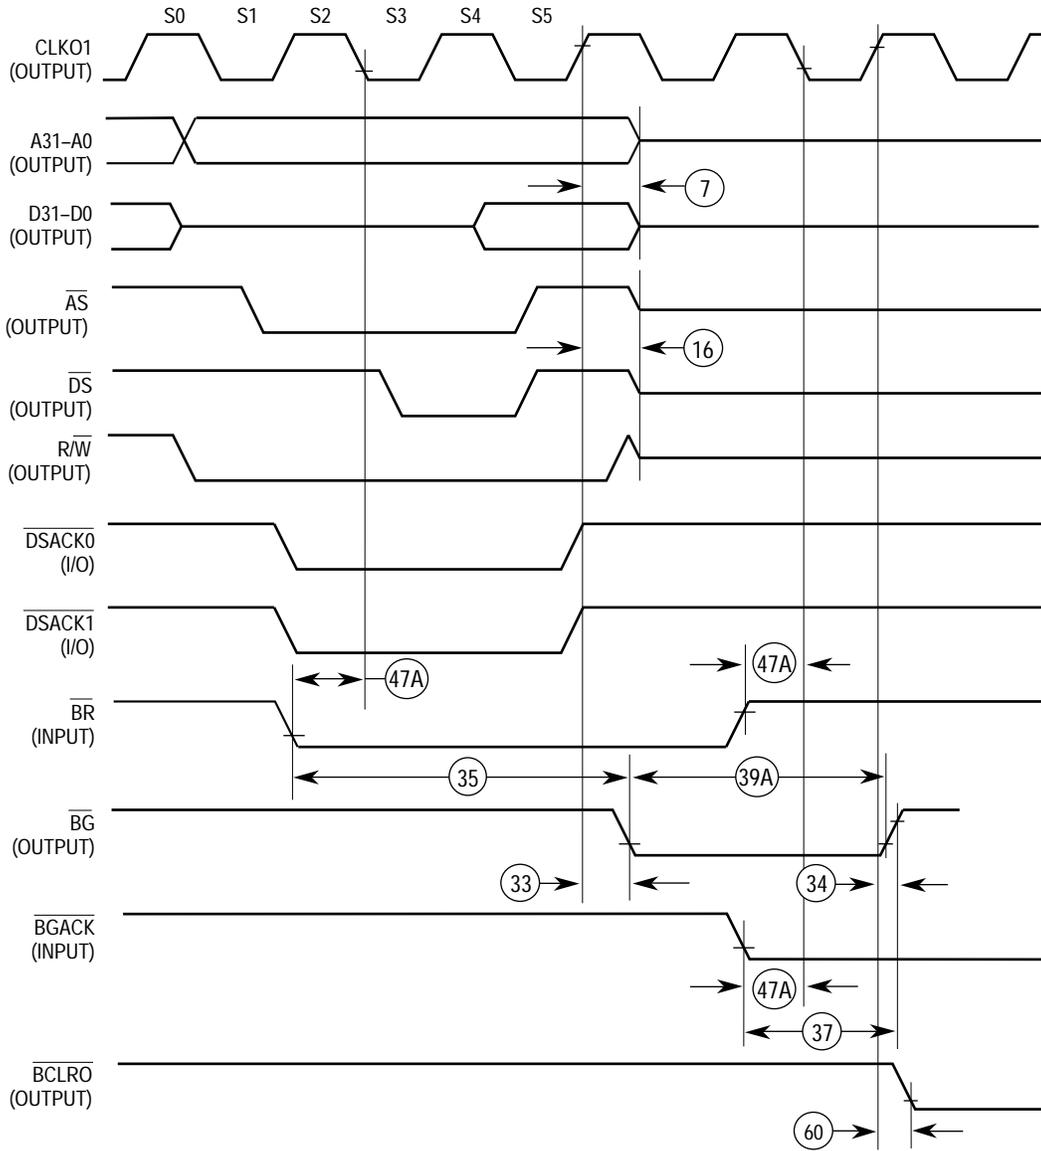 S0 S1 S2 S3 S4 S5
CLKO1
(OUTPUT)
A31–A0
(OUTPUT)
7
D31–D0
(OUTPUT)
AS
(OUTPUT)
16
DS
(OUTPUT)
R/W
(OUTPUT)
DSACK0
(I/O)
DSACK1
(I/O)
47A
47A
BR
(INPUT)
35
39A
BG
(OUTPUT)
33
34
BGACK
(INPUT)
47A
37
BCLRO
(OUTPUT)
60